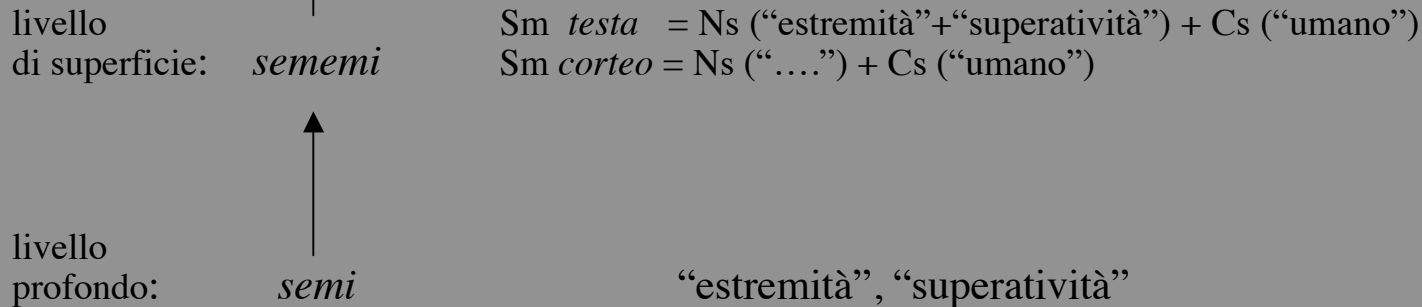 livello
di superficie: sememi Sm testa = Ns (“estremità”+“superatività”) + Cs (“umano”)
Sm corteo = Ns (“….”) + Cs (“umano”)
livello
profondo: semi “estremità”, “superatività”